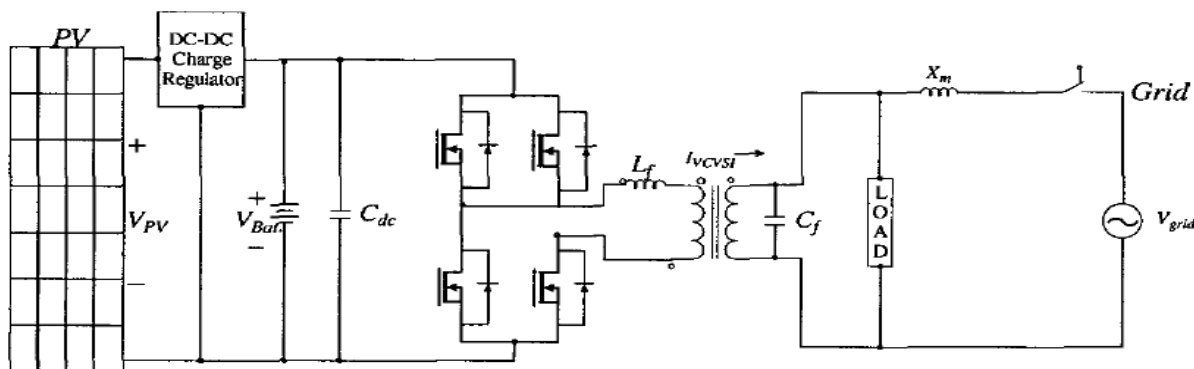 PV
DC-DC
Charge
Regulator
+
V_PV
−
+
V_Bat.
−
C_dc
L_f
I_VCVSI
C_f
LOAD
X_m
Grid
v_grid